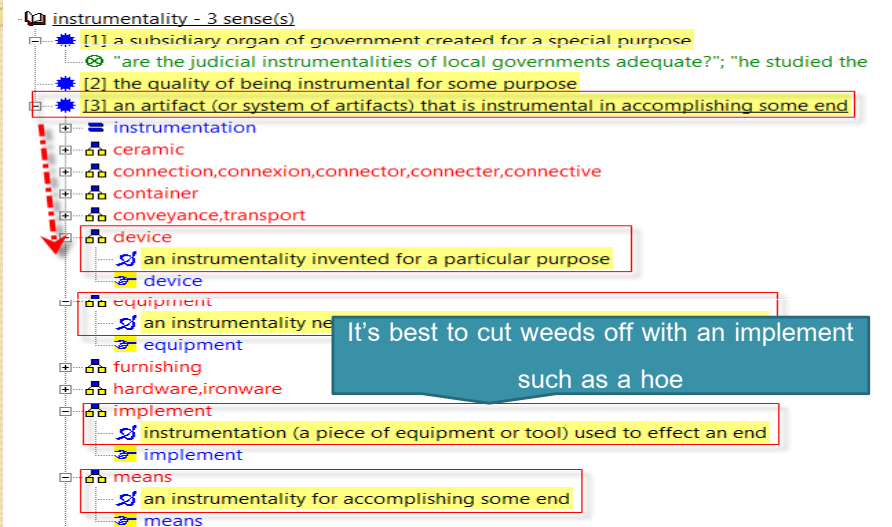 instrumentality - 3 sense(s)
[1] a subsidiary organ of government created for a special purpose
"are the judicial instrumentalities of local governments adequate?"; "he studied the
[2] the quality of being instrumental for some purpose
[3] an artifact (or system of artifacts) that is instrumental in accomplishing some end
instrumentation
ceramic
connection,connexion,connector,connecter,connective
container
conveyance,transport
device
an instrumentality invented for a particular purpose
device
equipment
an instrumentality
equipment
It's best to cut weeds off with an implement
such as a hoe
furnishing
hardware,ironware
implement
instrumentation (a piece of equipment or tool) used to effect an end
implement
means
an instrumentality for accomplishing some end
means